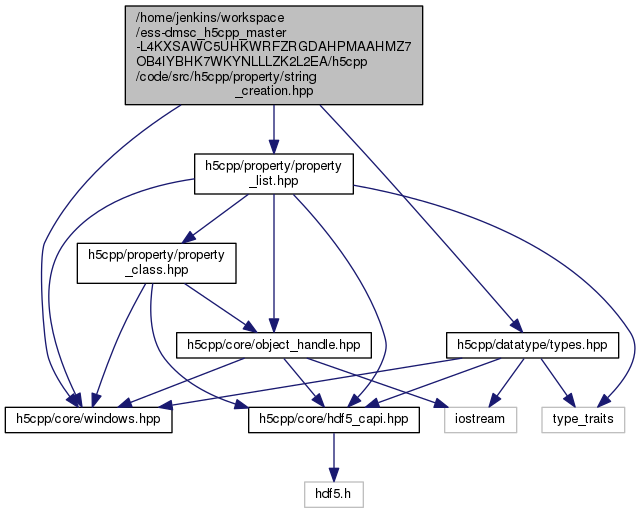 /home/jenkins/workspace
/ess-dmsc_h5cpp_master
-L4KXSAWC5UHKWRFZRGDAHPMAAHMZ7
OB4IYBHK7WKYNLLLZK2L2EA/h5cpp
/code/src/h5cpp/property/string
_creation.hpp
h5cpp/property/property
_list.hpp
h5cpp/property/property
_class.hpp
h5cpp/core/object_handle.hpp
h5cpp/datatype/types.hpp
h5cpp/core/windows.hpp
h5cpp/core/hdf5_capi.hpp
iostream
type_traits
hdf5.h